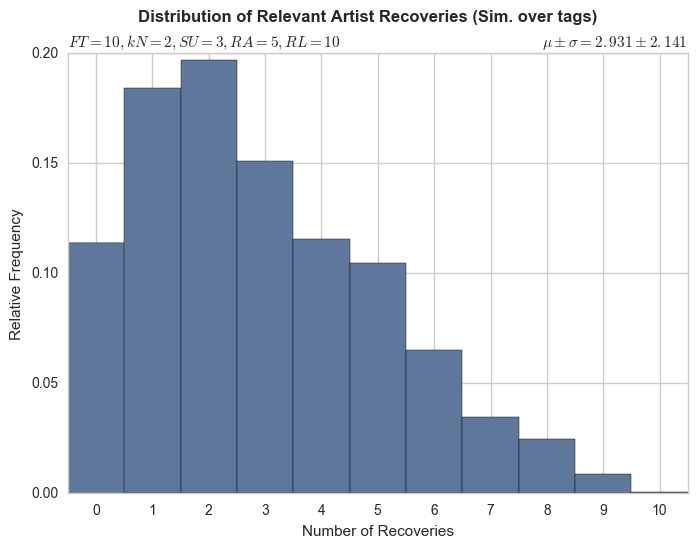 Distribution of Relevant Artist Recoveries (Sim. over tags)
FT = 10, kN = 2, SU = 3, RA = 5, RL = 10
μ ± σ = 2.931 ± 2.141
0.20
0.15
0.10
0.05
0.00
Relative Frequency
0 1 2 3 4 5 6 7 8 9 10
Number of Recoveries